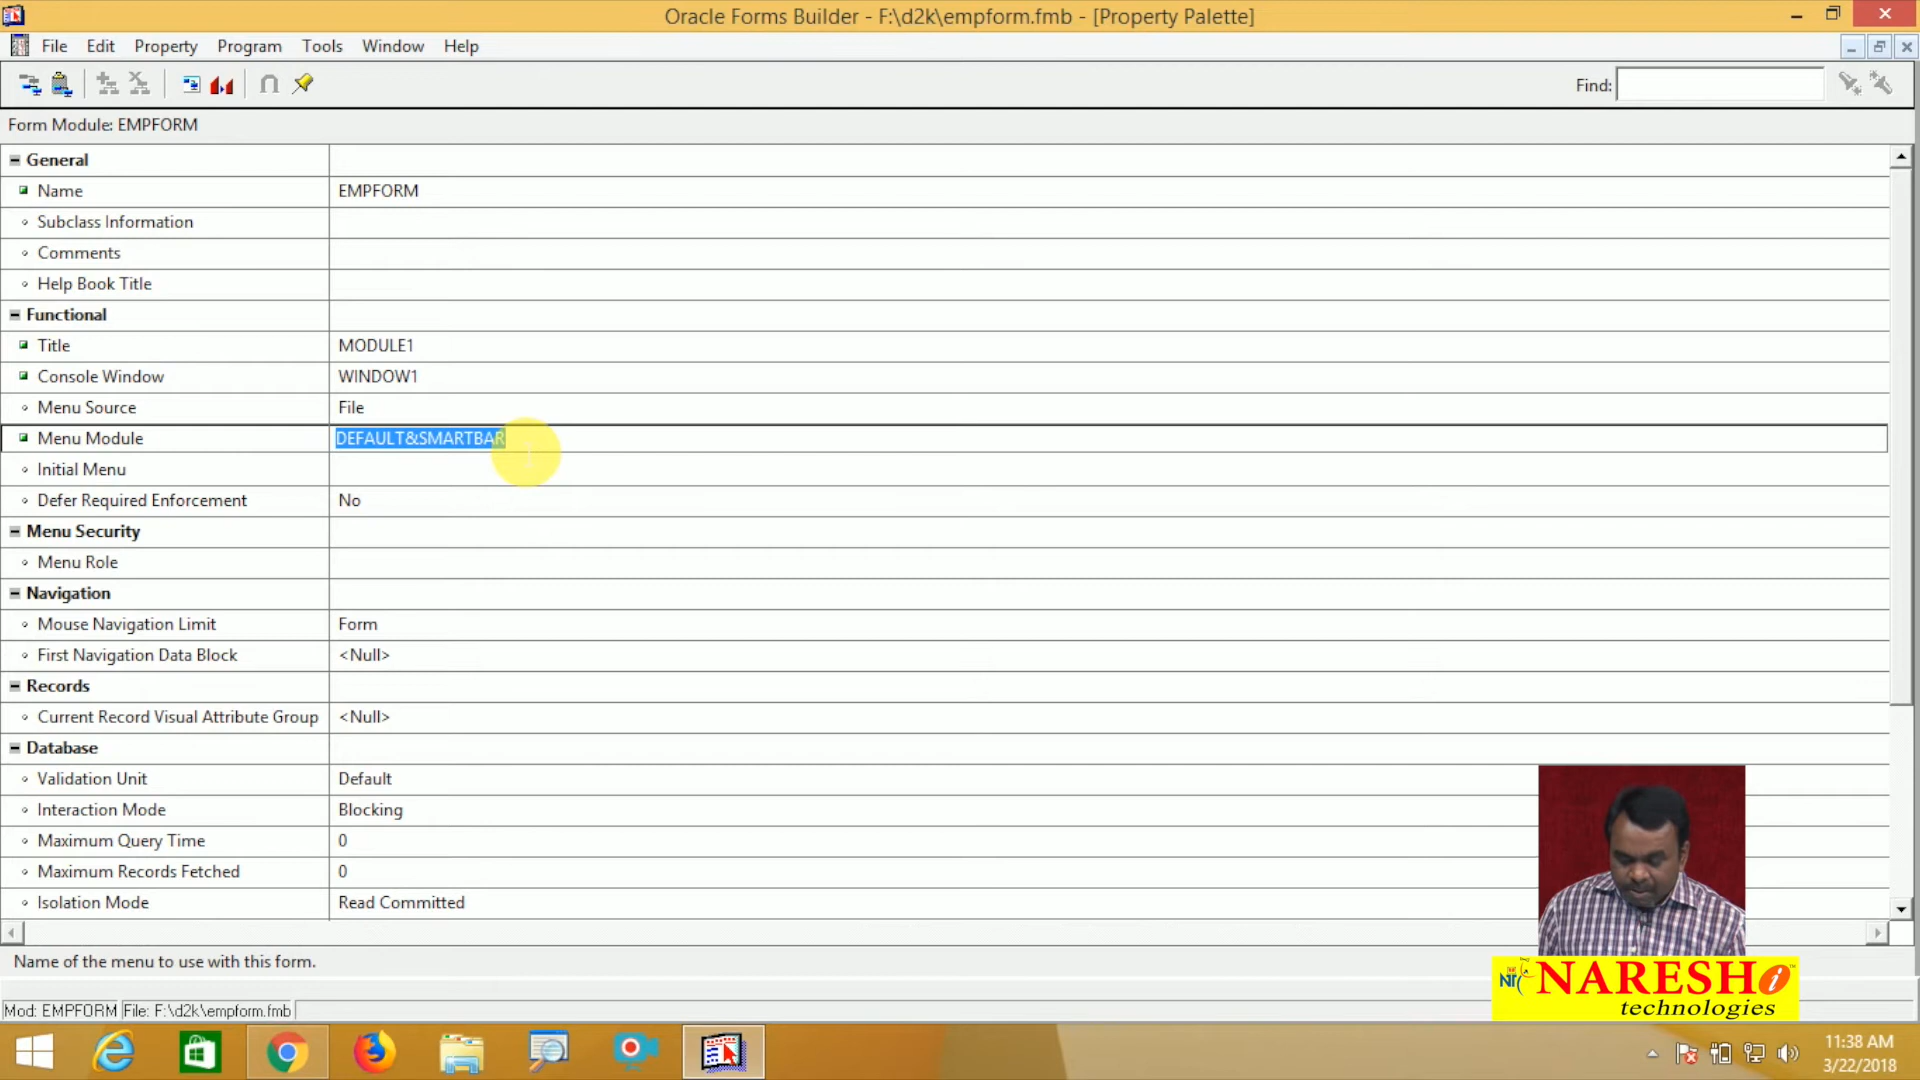 Oracle Forms Builder - F:\d2k\empform.fmb - [Property Palette]
File Edit Property Program Tools Window Help
Find:
Form Module: EMPFORM
General
Name EMPFORM
Subclass Information
Comments
Help Book Title
Functional
Title MODULE1
Console Window WINDOW1
Menu Source File
Menu Module DEFAULT&SMARTBAR
Initial Menu
Defer Required Enforcement No
Menu Security
Menu Role
Navigation
Mouse Navigation Limit Form
First Navigation Data Block <Null>
Records
Current Record Visual Attribute Group <Null>
Database
Validation Unit Default
Interaction Mode Blocking
Maximum Query Time 0
Maximum Records Fetched 0
Isolation Mode Read Committed
Name of the menu to use with this form.
NARESH i
technologies
Mod: EMPFORM File: F:\d2k\empform.fmb
11:38 AM
3/22/2018